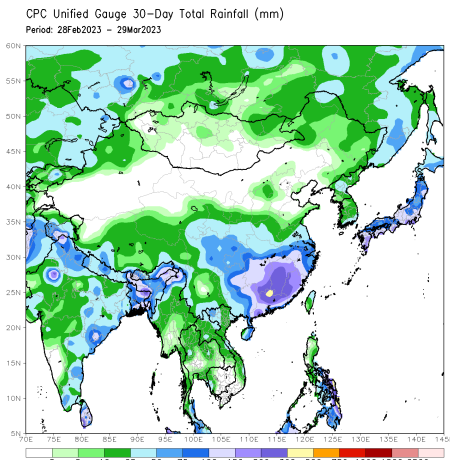 CPC Unified Gauge 30-Day Total Rainfall (mm)
Period: 28Feb2023 - 29Mar2023
60N
55N
50N
45N
40N
35N
30N
25N
20N
15N
10N
5N
70E 75E 80E 85E 90E 95E 100E 105E 110E 115E 120E 125E 130E 135E 140E 145E